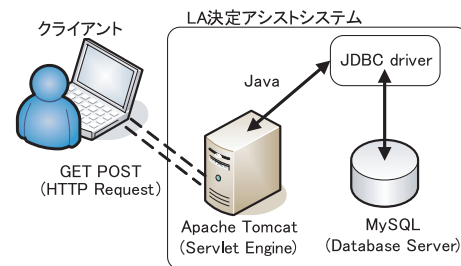 クライアント
LA決定アシストシステム
JDBC driver
Java
GET POST
(HTTP Request)
Apache Tomcat
(Servlet Engine)
MySQL
(Database Server)